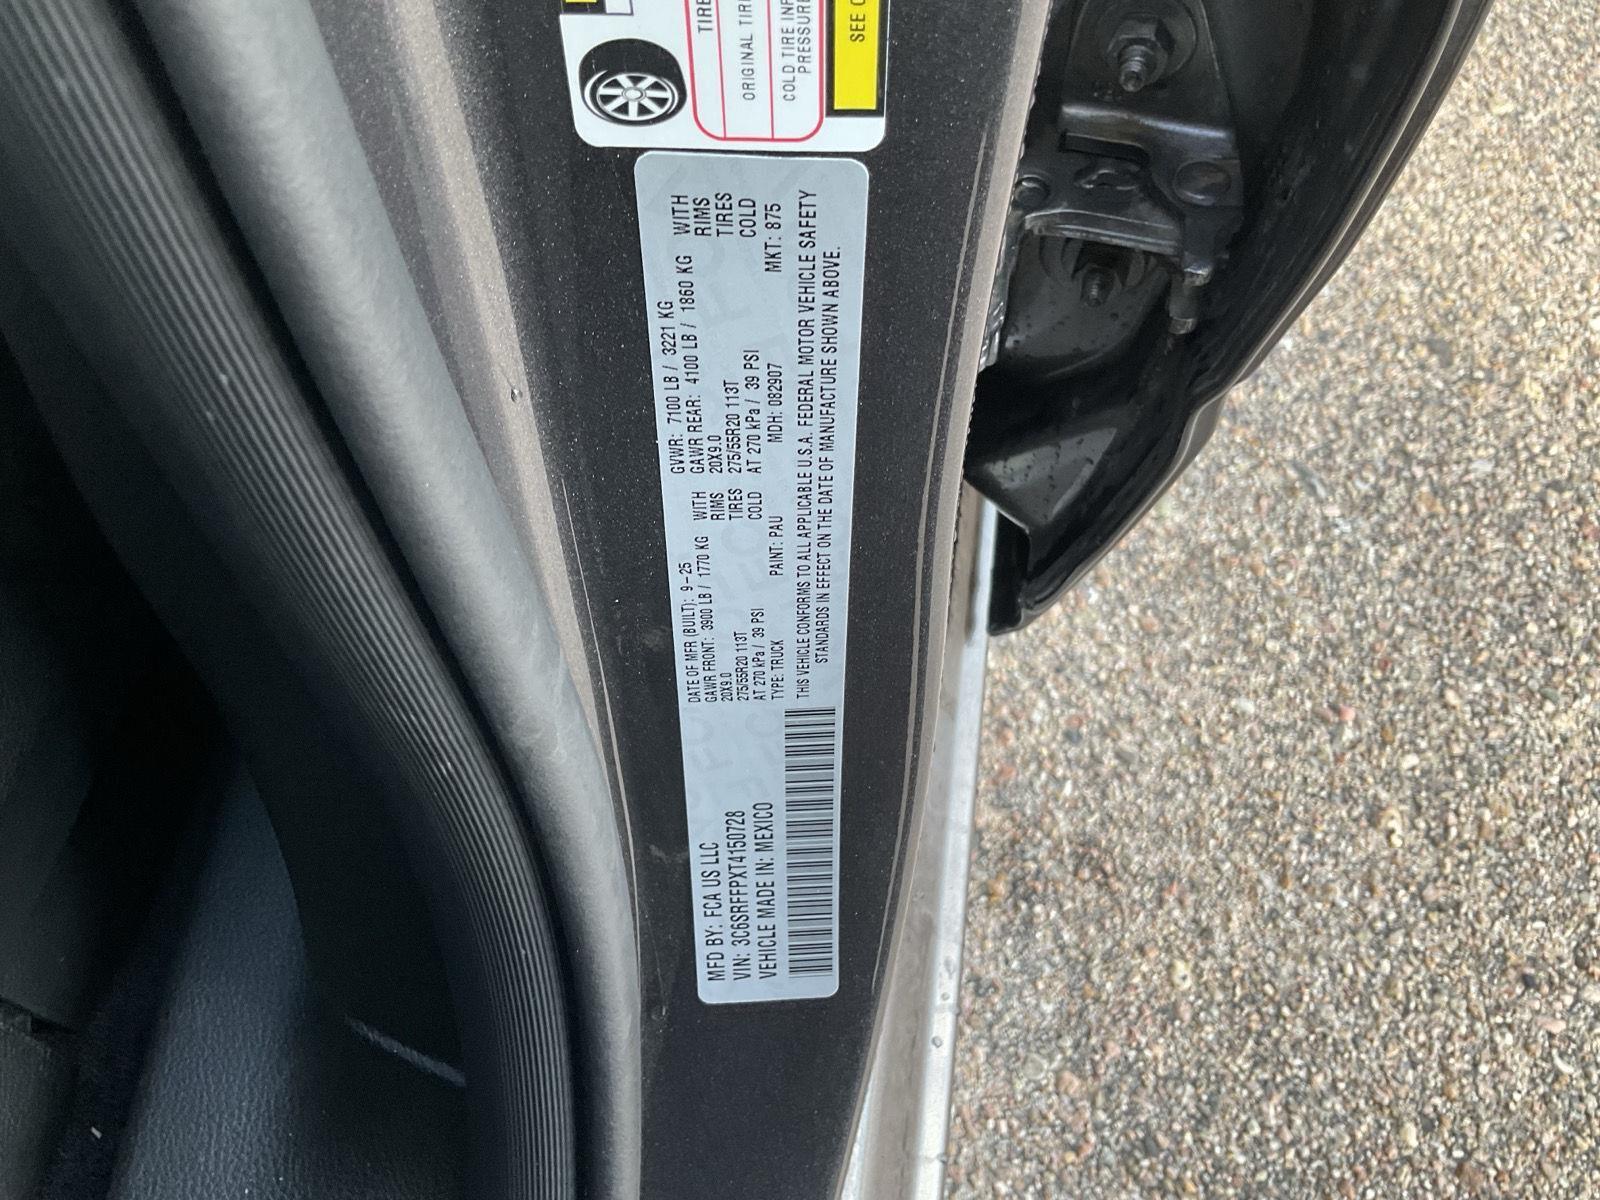 TIRE
ORIGINAL TIR
COLD TIRE INF
PRESSURE
SEE
MFD BY: FCA US LLC
VIN: 3C6SRFFPXT4150728
VEHICLE MADE IN: MEXICO
DATE OF MFR (BUILT): 9-25 GVWR: 7100 LB / 3221 KG
GAWR FRONT: 3900 LB / 1770 KG WITH GAWR REAR: 4100 LB / 1860 KG WITH
20X9.0 RIMS 20X9.0 RIMS
275/55R20 113T TIRES 275/55R20 113T TIRES
AT 270 kPa / 39 PSI COLD AT 270 kPa / 39 PSI COLD
TYPE: TRUCK PAINT: PAU MDH: 082907 MKT: 875
THIS VEHICLE CONFORMS TO ALL APPLICABLE U.S.A. FEDERAL MOTOR VEHICLE SAFETY
STANDARDS IN EFFECT ON THE DATE OF MANUFACTURE SHOWN ABOVE.